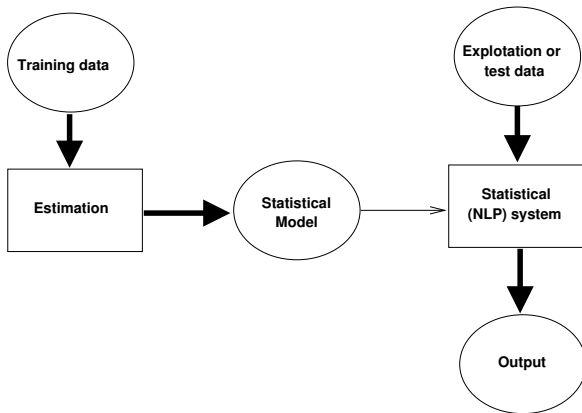 Training data
Explotation or
test data
Estimation
Statistical
Model
Statistical
(NLP) system
Output